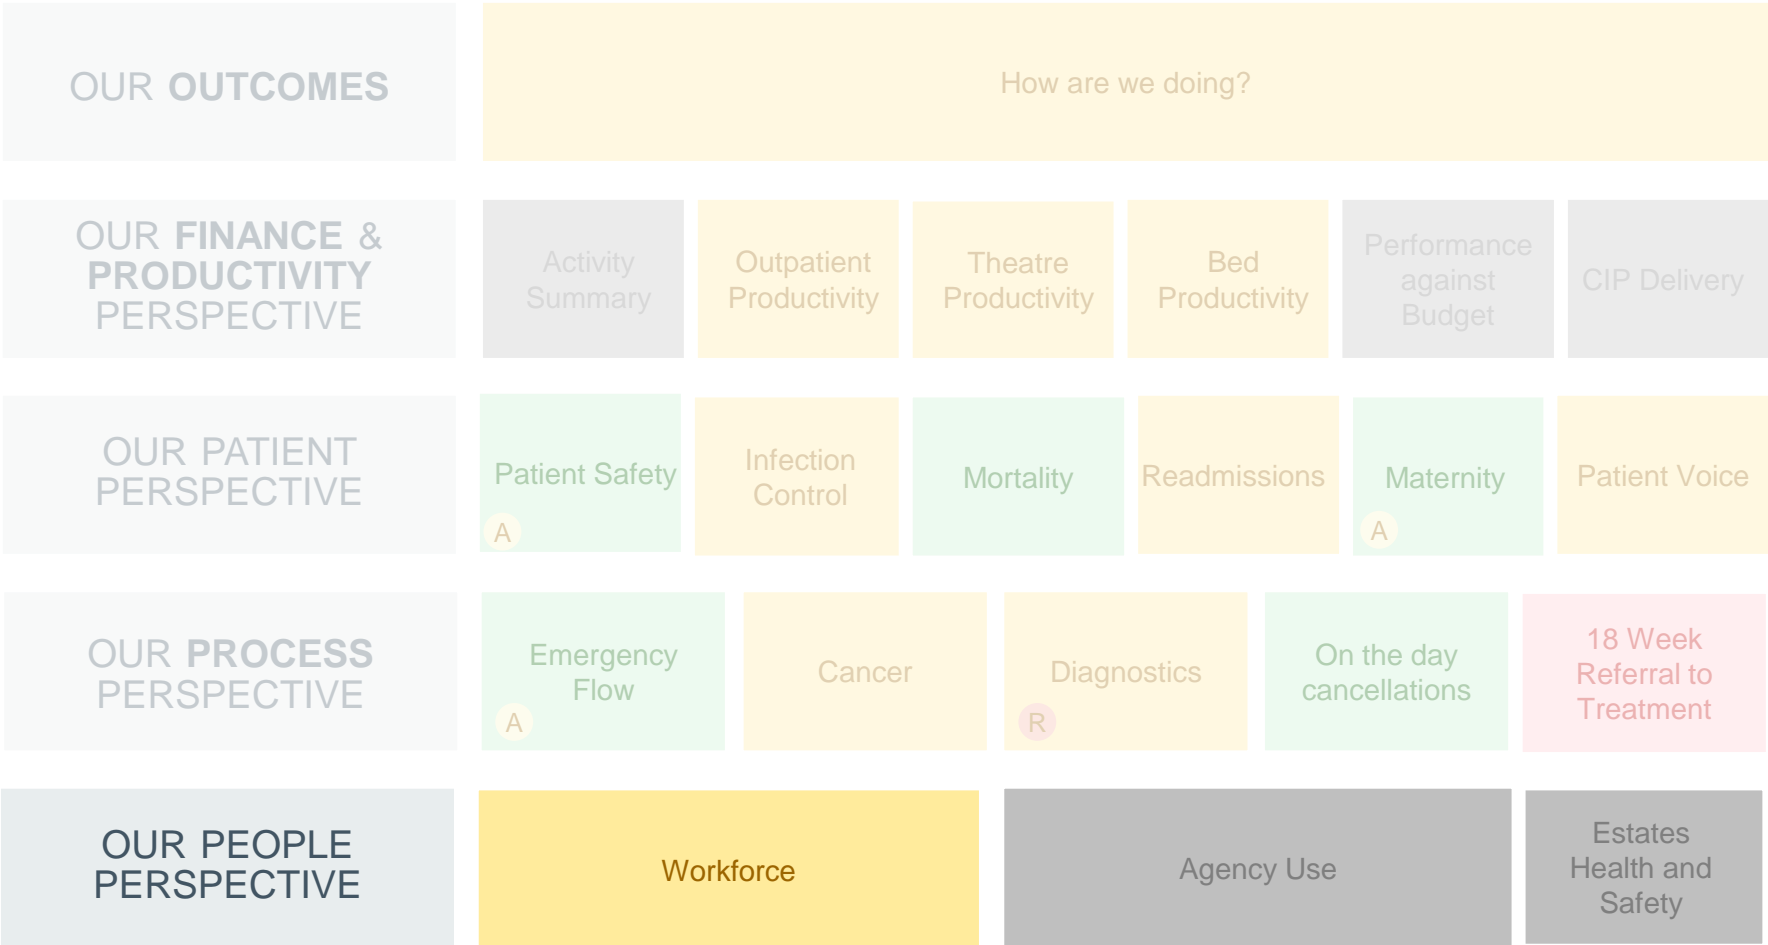 OUR OUTCOMES
How are we doing?
OUR FINANCE &
PRODUCTIVITY
PERSPECTIVE
Activity
Summary
Outpatient
Productivity
Theatre
Productivity
Bed
Productivity
Performance
against
Budget
CIP Delivery
OUR PATIENT
PERSPECTIVE
Patient Safety
A
Infection
Control
Mortality
Readmissions
Maternity
A
Patient Voice
OUR PROCESS
PERSPECTIVE
Emergency
Flow
A
Cancer
Diagnostics
R
On the day
cancellations
18 Week
Referral to
Treatment
OUR PEOPLE
PERSPECTIVE
Workforce
Agency Use
Estates
Health and
Safety